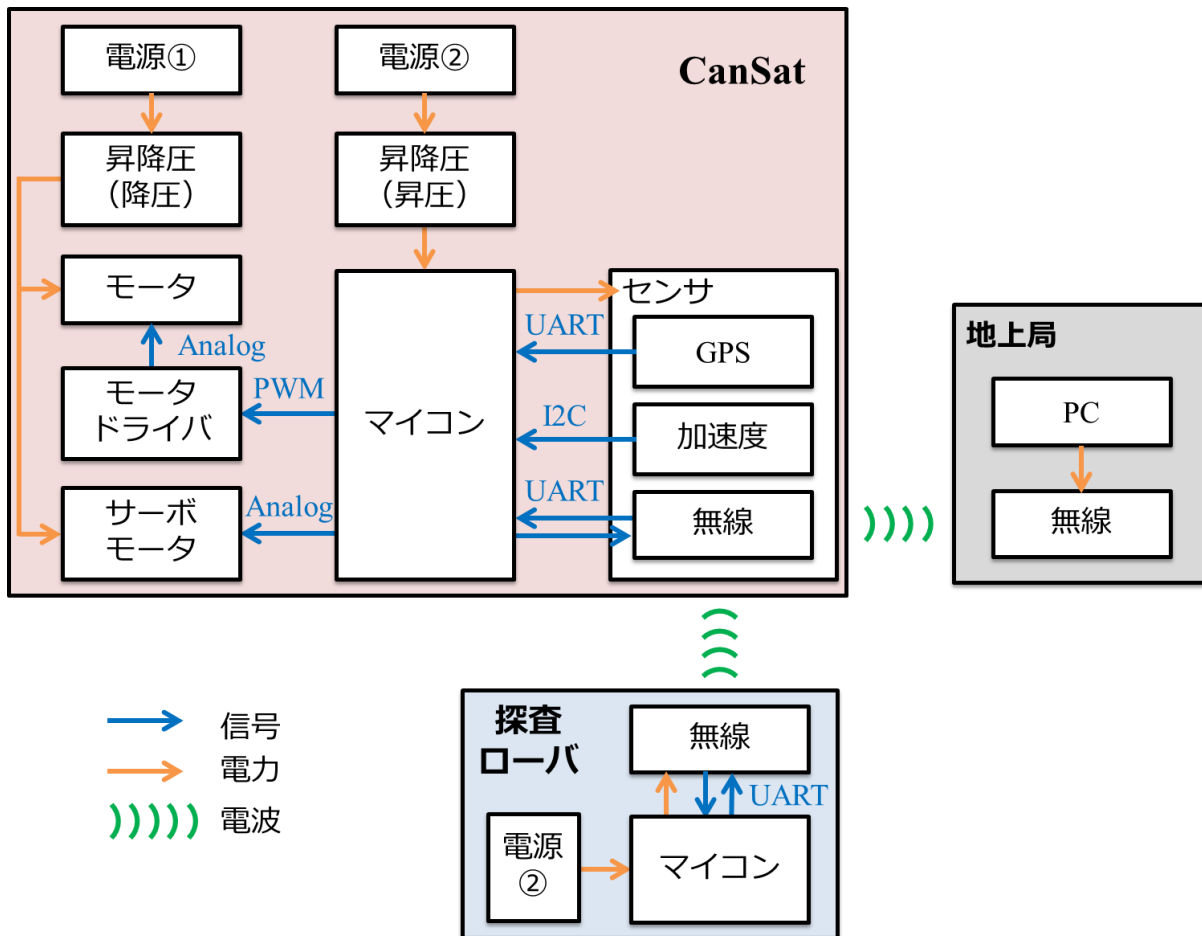 電源①
電源②
CanSat
昇降圧
（降圧）
昇降圧
（昇圧）
モータ
センサ
UART
GPS
Analog
モータ
ドライバ
PWM
マイコン
I2C
加速度
サーボ
モータ
Analog
UART
無線
地上局
PC
無線
信号
電力
電波
探査
ローバ
無線
UART
電源
②
マイコン